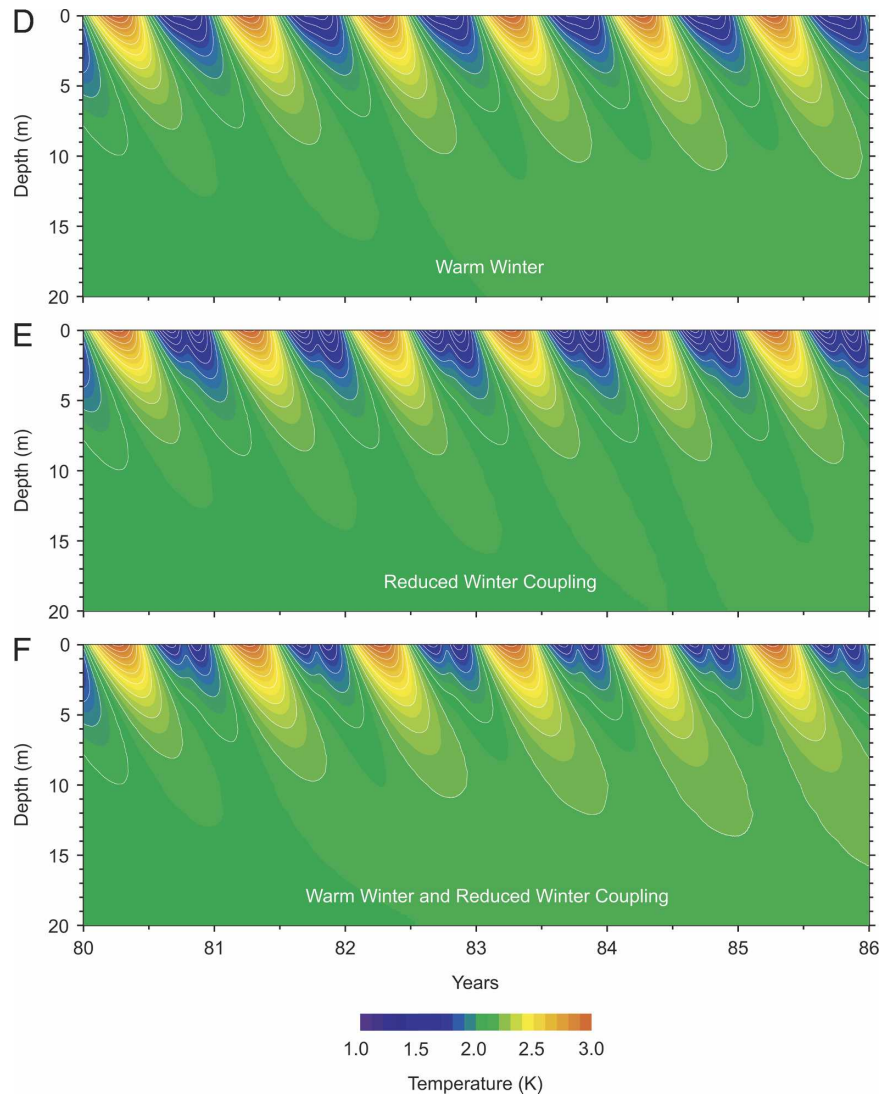 D
0
5
10
15
20
Depth (m)
Warm Winter
E
0
5
10
15
20
Depth (m)
Reduced Winter Coupling
F
0
5
10
15
20
Depth (m)
Warm Winter and Reduced Winter Coupling
80 81 82 83 84 85 86
Years
1.0 1.5 2.0 2.5 3.0
Temperature (K)